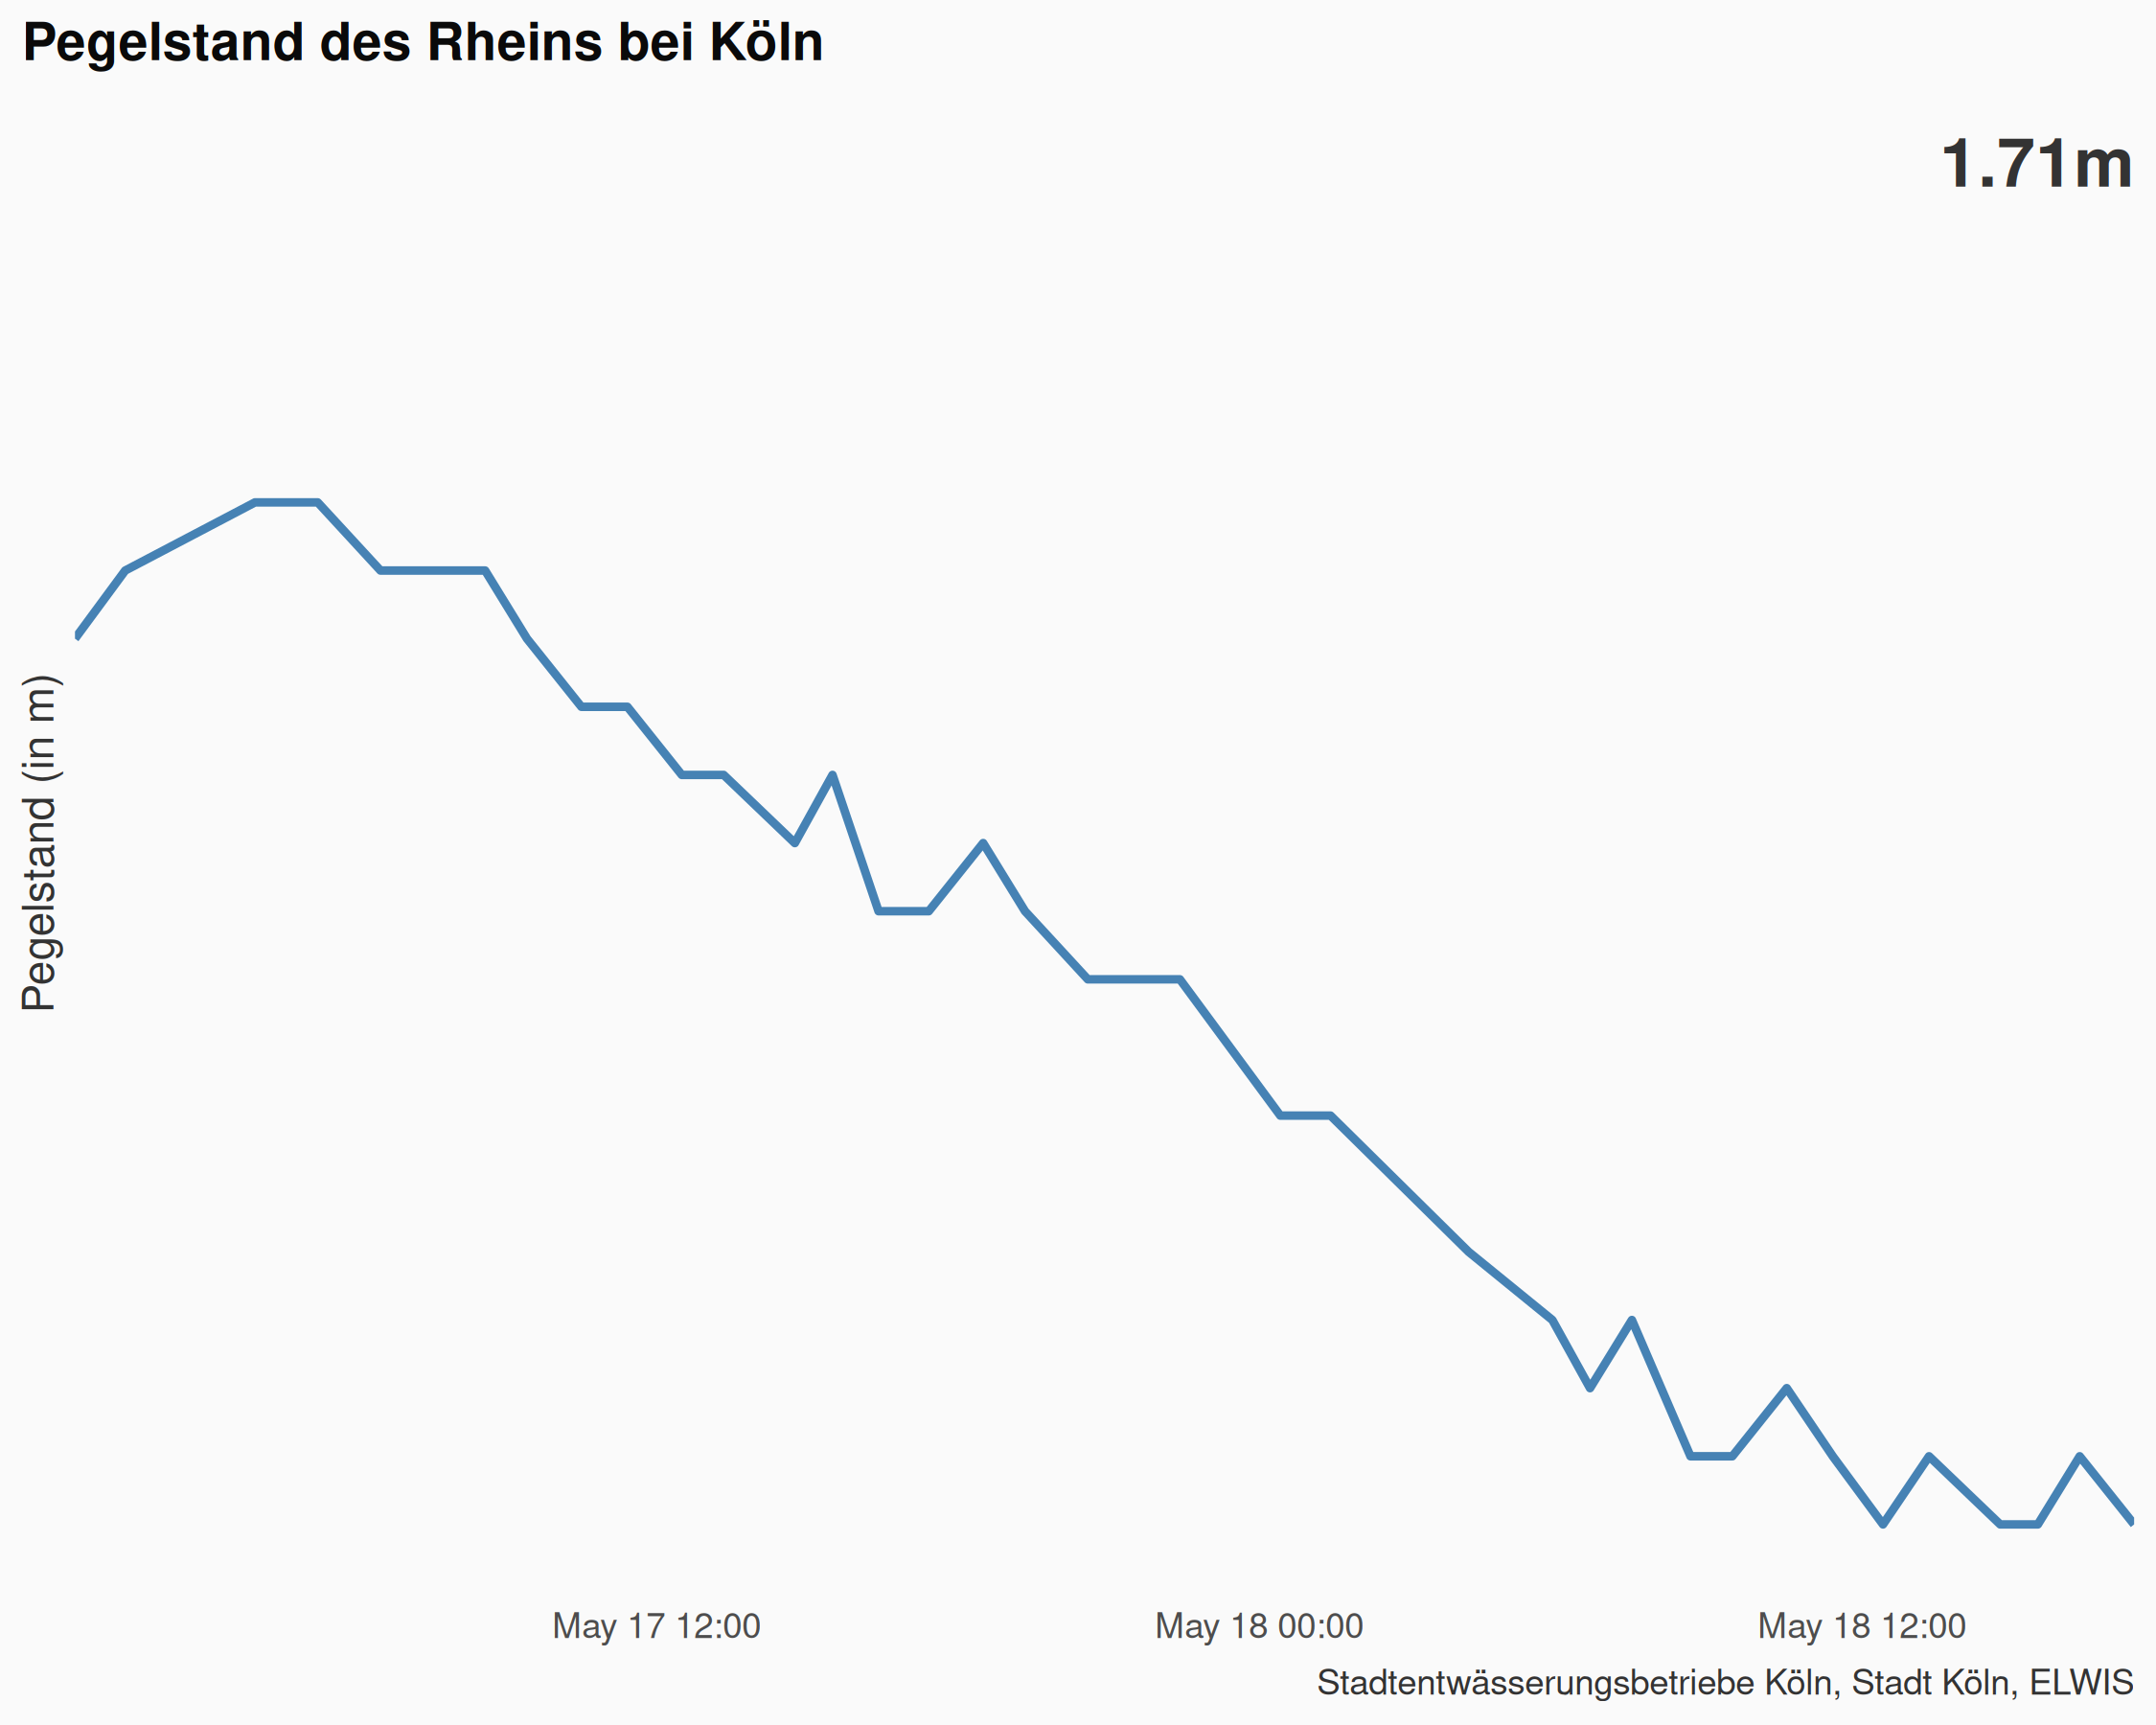 Pegelstand des Rheins bei Köln
1.71m
Pegelstand (in m)
May 17 12:00
May 18 00:00
May 18 12:00
Stadtentwässerungsbetriebe Köln, Stadt Köln, ELWIS